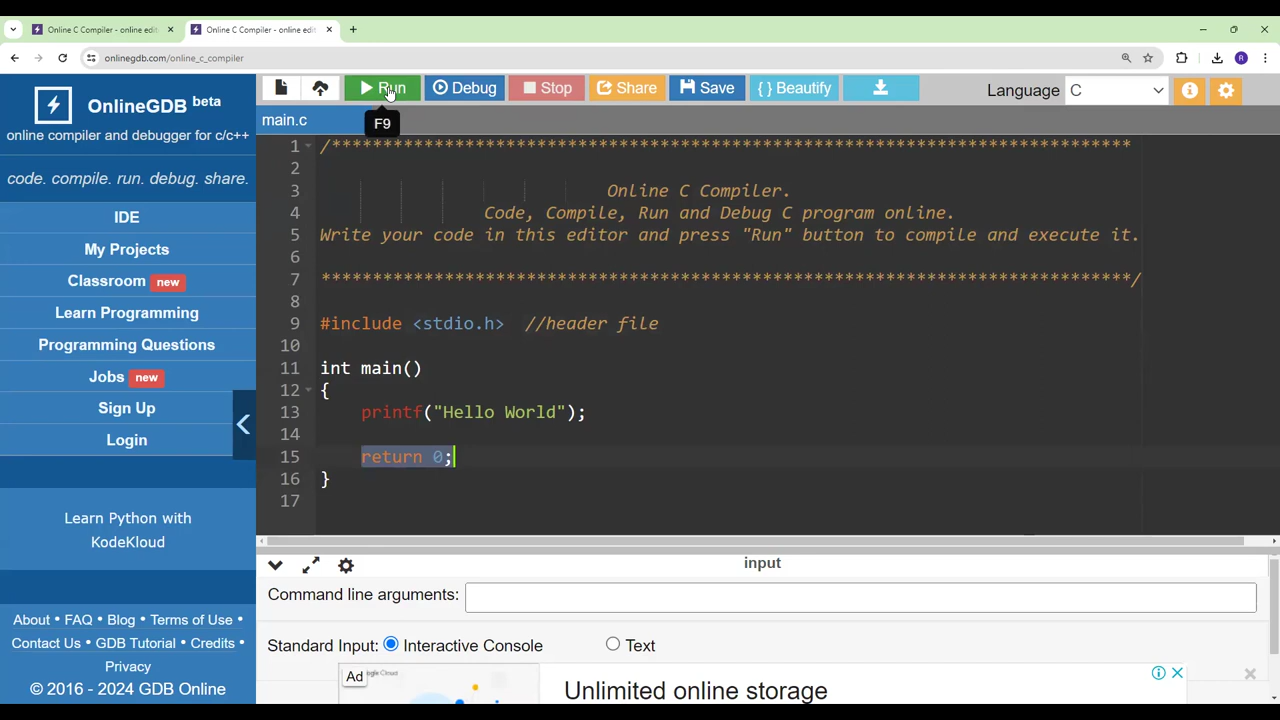 Online C Compiler - online edit
Online C Compiler - online edit
onlinegdb.com/online_c_compiler
R
OnlineGDB beta
online compiler and debugger for c/c++
code. compile. run. debug. share.
IDE
My Projects
Classroom new
Learn Programming
Programming Questions
Jobs new
Sign Up
Login
Learn Python with
KodeKloud
About • FAQ • Blog • Terms of Use •
Contact Us • GDB Tutorial • Credits •
Privacy
© 2016 - 2024 GDB Online
Run Debug Stop Share Save { } Beautify Language C
F9
main.c
1 /******************************************************************************
2
3 Online C Compiler.
4 Code, Compile, Run and Debug C program online.
5 Write your code in this editor and press "Run" button to compile and execute it.
6
7 *******************************************************************************/
8
9 #include <stdio.h> //header file
10
11 int main()
12 {
13 printf("Hello World");
14
15 return 0;
16 }
17
input
Command line arguments:
Standard Input: Interactive Console Text
Ad
Unlimited online storage